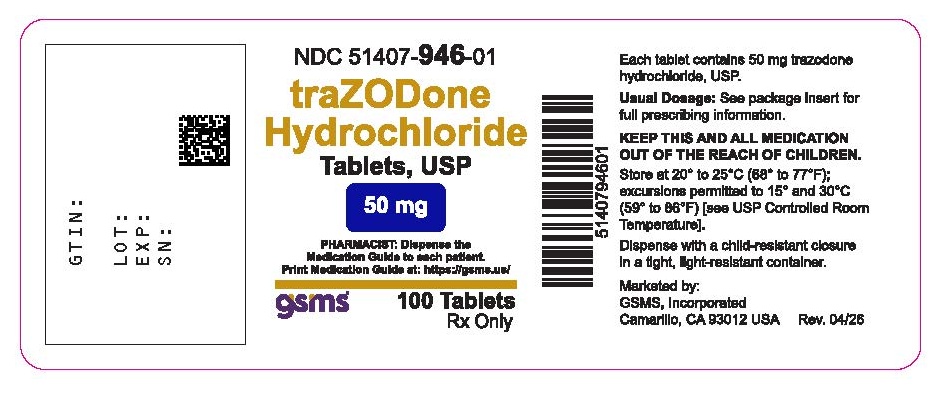 GTIN:
LOT:
EXP:
SN:
NDC 51407-946-01
traZODone
Hydrochloride
Tablets, USP
50 mg
PHARMACIST: Dispense the
Medication Guide to each patient.
Print Medication Guide at: https://gsms.us/
gsms
100 Tablets
Rx Only
5140794601
Each tablet contains 50 mg trazodone
hydrochloride, USP.
Usual Dosage: See package insert for
full prescribing information.
KEEP THIS AND ALL MEDICATION
OUT OF THE REACH OF CHILDREN.
Store at 20° to 25°C (68° to 77°F);
excursions permitted to 15° and 30°C
(59° to 86°F) [see USP Controlled Room
Temperature].
Dispense with a child-resistant closure
in a tight, light-resistant container.
Marketed by:
GSMS, Incorporated
Camarillo, CA 93012 USA Rev. 04/26